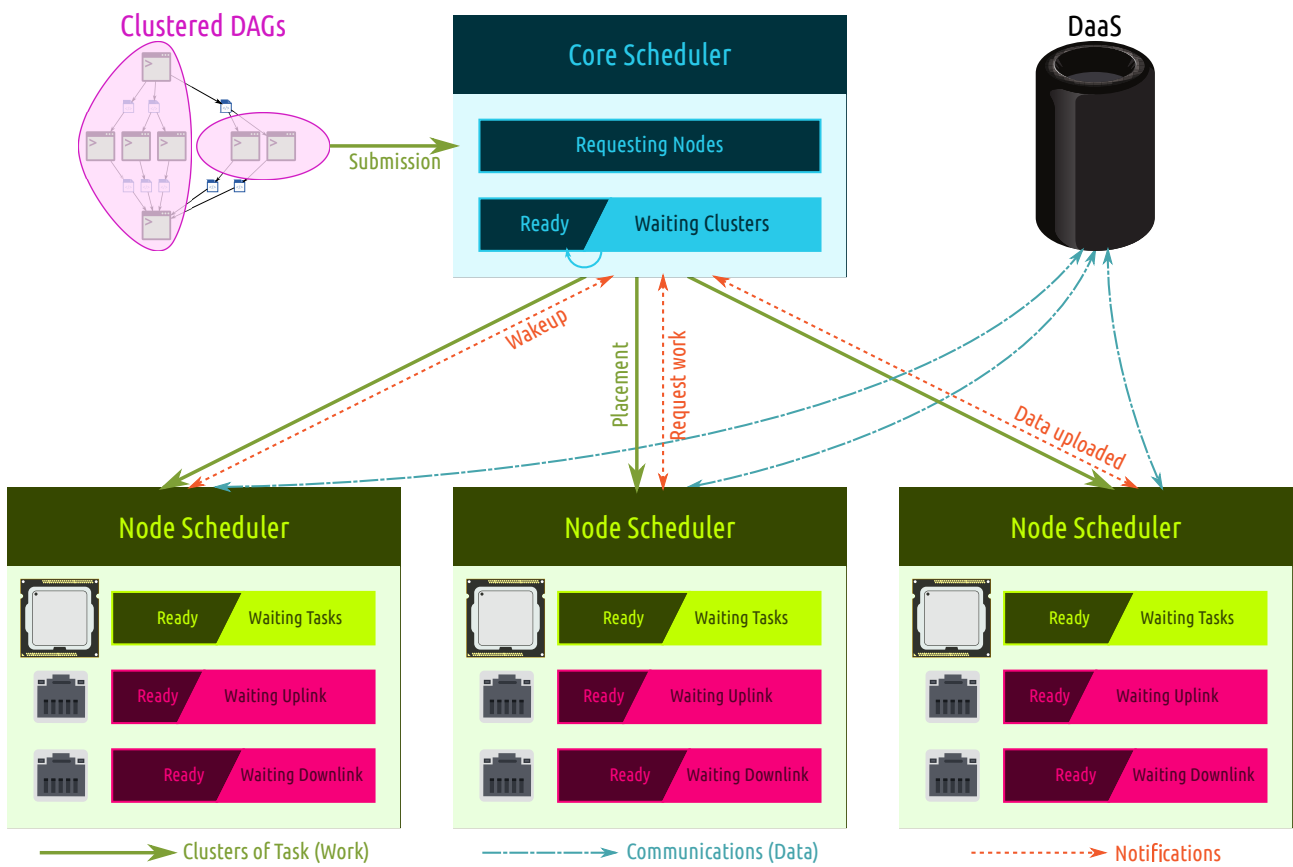 Clustered DAGs
Core Scheduler
DaaS
Requesting Nodes
Submission
Ready
Waiting Clusters
Wakeup
Placement
Request work
Data uploaded
Node Scheduler
Node Scheduler
Node Scheduler
Ready
Waiting Tasks
Ready
Waiting Tasks
Ready
Waiting Tasks
Ready
Waiting Uplink
Ready
Waiting Uplink
Ready
Waiting Uplink
Ready
Waiting Downlink
Ready
Waiting Downlink
Ready
Waiting Downlink
Clusters of Task (Work)
Communications (Data)
Notifications